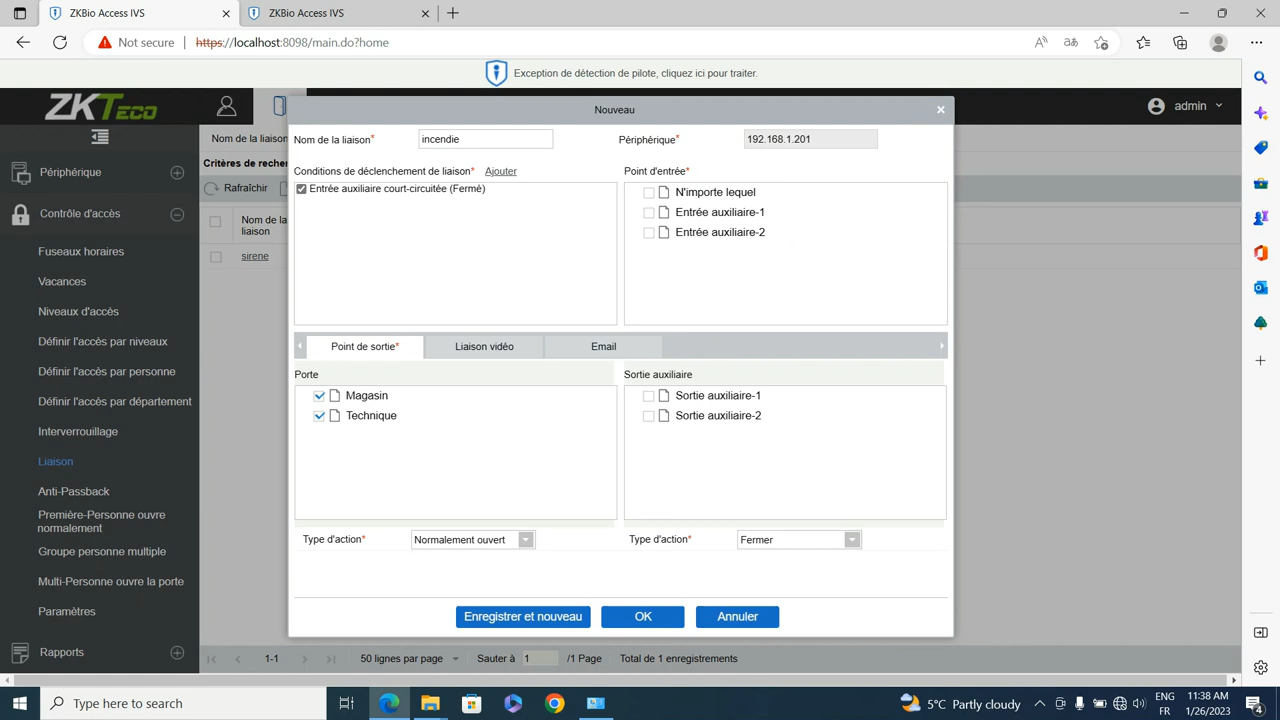 ZKBio Access IVS
ZKBio Access IVS
Not secure
https://localhost:8098/main.do?home
Exception de détection de pilote, cliquez ici pour traiter.
ZKTeco
admin
Périphérique
Contrôle d'accès
Fuseaux horaires
Vacances
Niveaux d'accès
Définir l'accès par niveaux
Définir l'accès par personne
Définir l'accès par département
Interverrouillage
Liaison
Anti-Passback
Première-Personne ouvre
normalement
Groupe personne multiple
Multi-Personne ouvre la porte
Paramètres
Rapports
Nom de la liaison
Critères de recher
Rafraîchir
Nom de la
liaison
sirene
Nouveau
Nom de la liaison*
incendie
Périphérique*
192.168.1.201
Conditions de déclenchement de liaison*
Ajouter
Point d'entrée*
Entrée auxiliaire court-circuitée (Fermé)
N'importe lequel
Entrée auxiliaire-1
Entrée auxiliaire-2
Point de sortie*
Liaison vidéo
Email
Porte
Sortie auxiliaire
Magasin
Technique
Sortie auxiliaire-1
Sortie auxiliaire-2
Type d'action*
Normalement ouvert
Type d'action*
Fermer
Enregistrer et nouveau
OK
Annuler
1-1
50 lignes par page
Sauter à
1
/1 Page
Total de 1 enregistrements
Type here to search
5°C Partly cloudy
ENG
FR
11:38 AM
1/26/2023
4